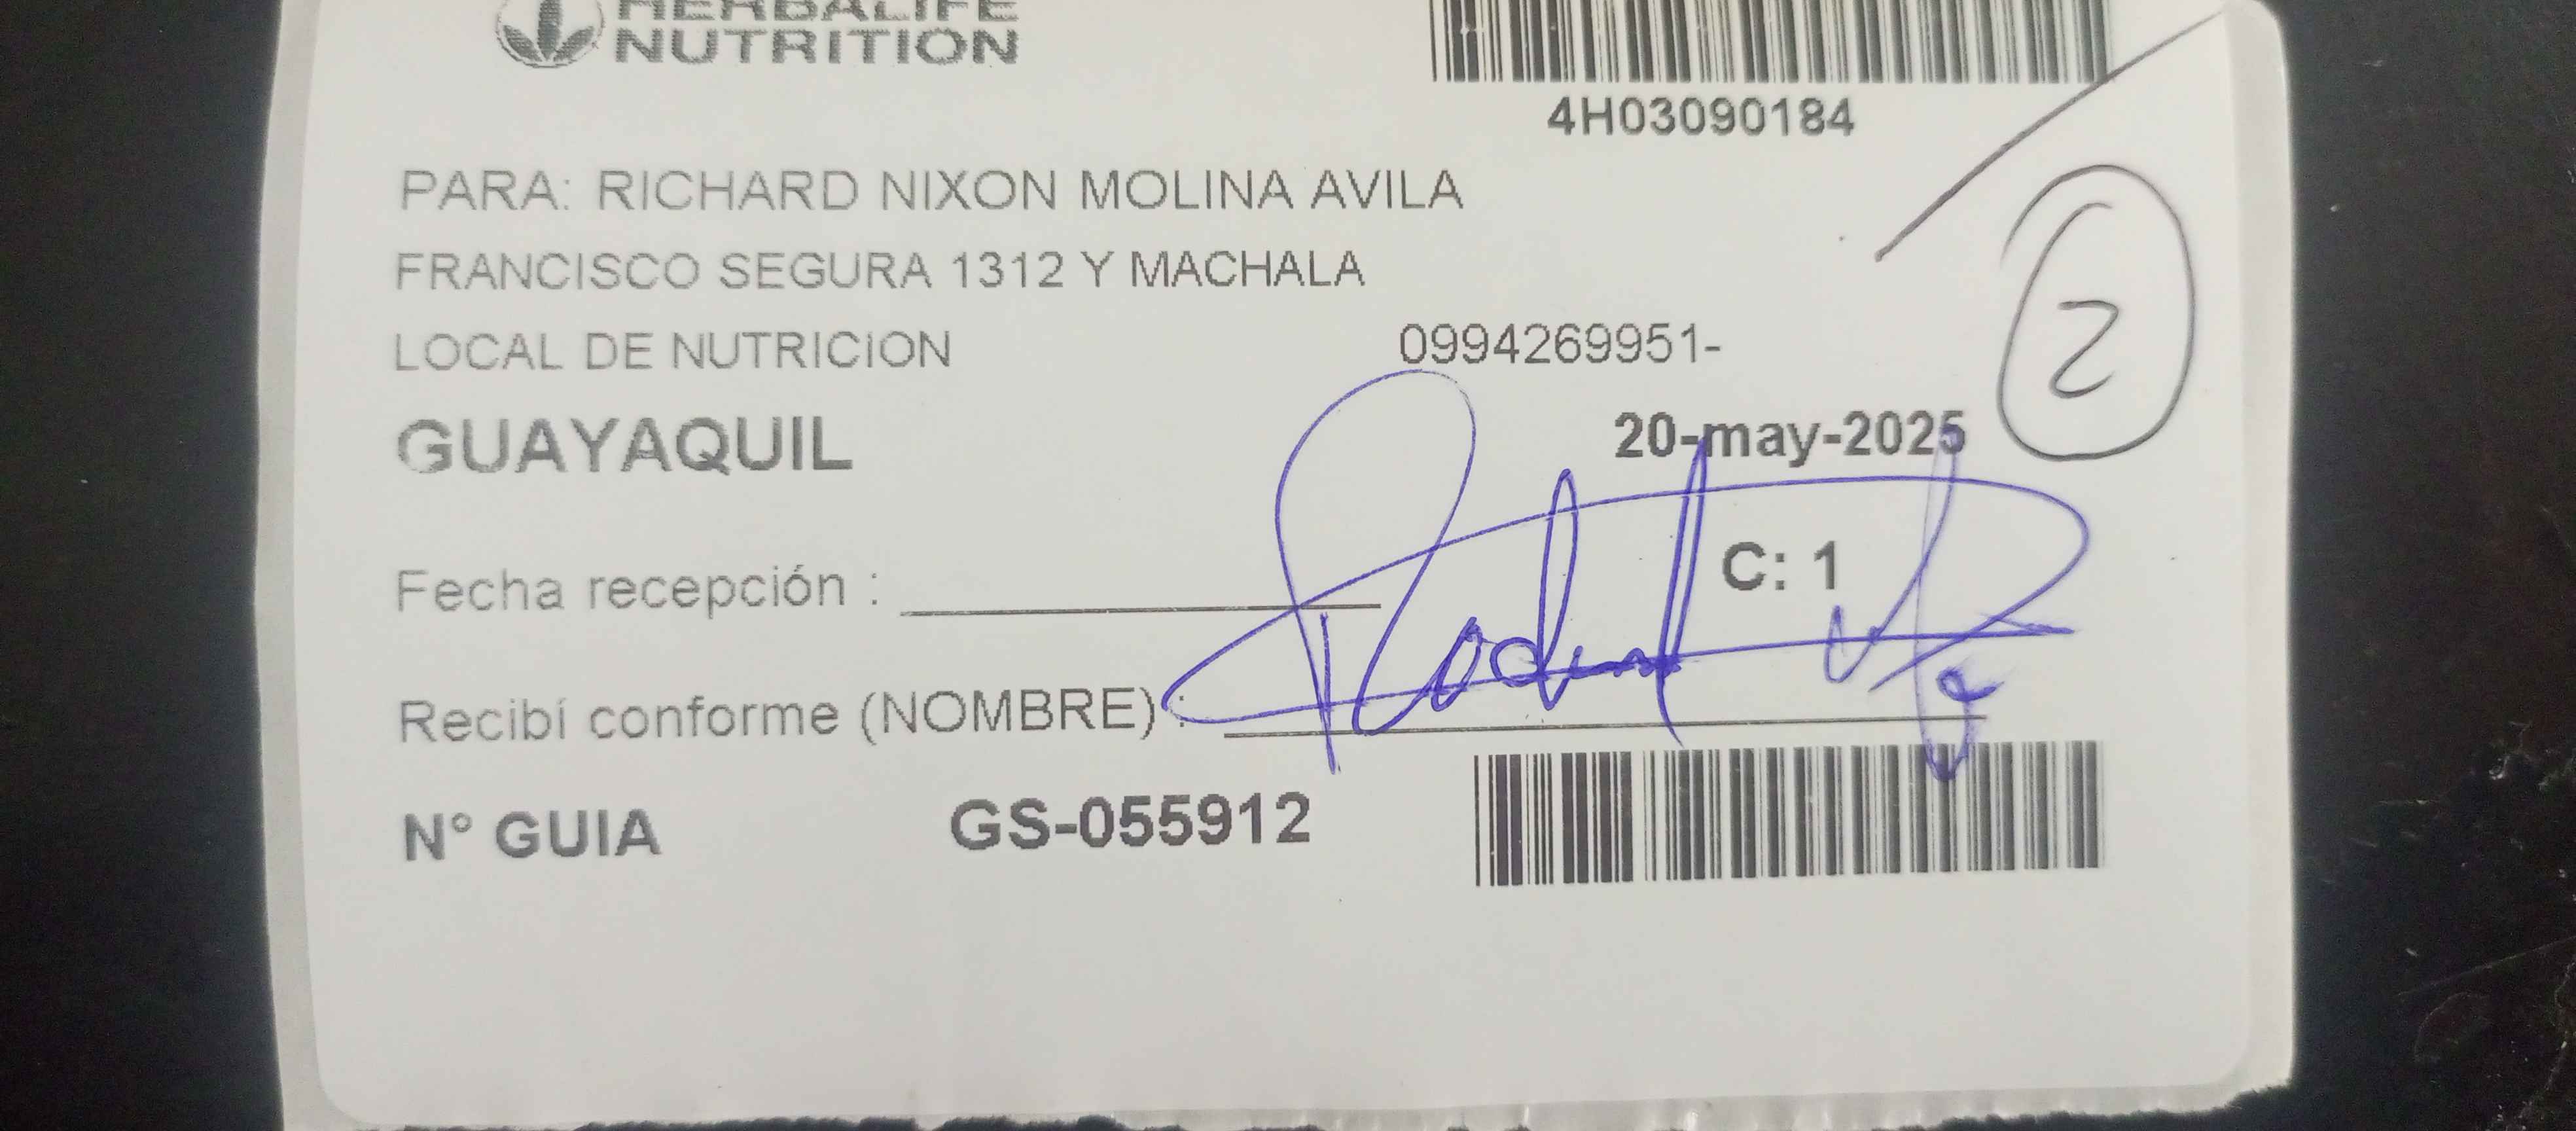 HERBALIFE
NUTRITION
4H03090184
PARA: RICHARD NIXON MOLINA AVILA
FRANCISCO SEGURA 1312 Y MACHALA
LOCAL DE NUTRICION 0994269951-
2
GUAYAQUIL 20-may-2025
C: 1
Fecha recepción :
Recibí conforme (NOMBRE) :
N° GUIA GS-055912